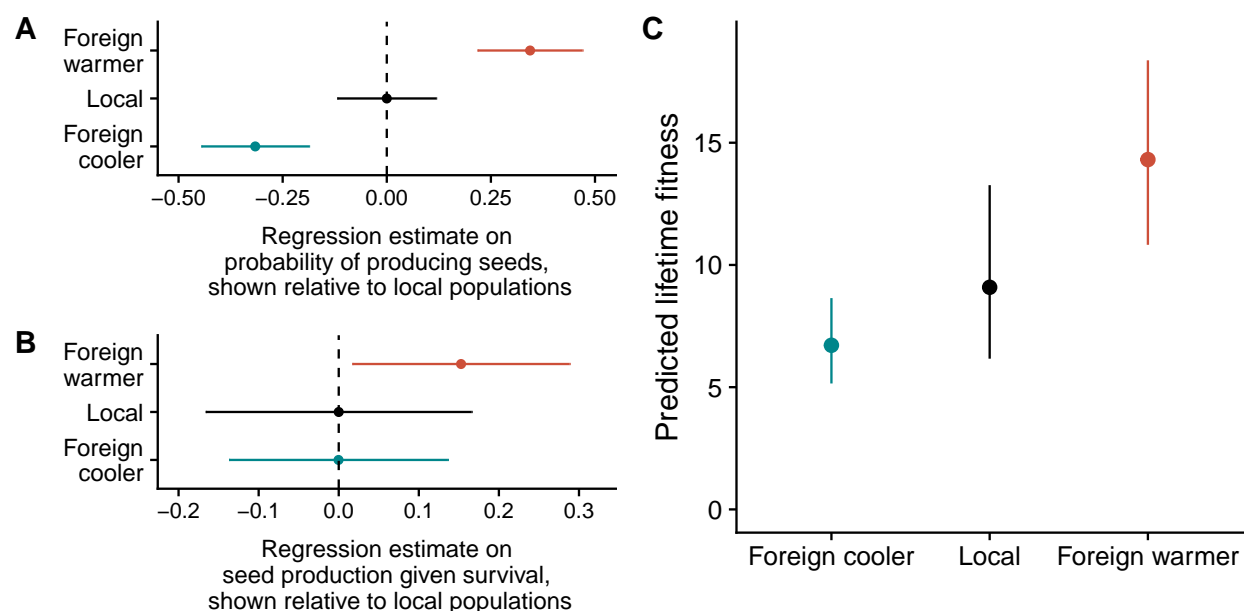 A
Foreign
warmer
Local
Foreign
cooler
−0.50 −0.25 0.00 0.25 0.50
Regression estimate on
probability of producing seeds,
shown relative to local populations
B
Foreign
warmer
Local
Foreign
cooler
−0.2 −0.1 0.0 0.1 0.2 0.3
Regression estimate on
seed production given survival,
shown relative to local populations
C
Predicted lifetime fitness
15
10
5
0
Foreign cooler Local Foreign warmer